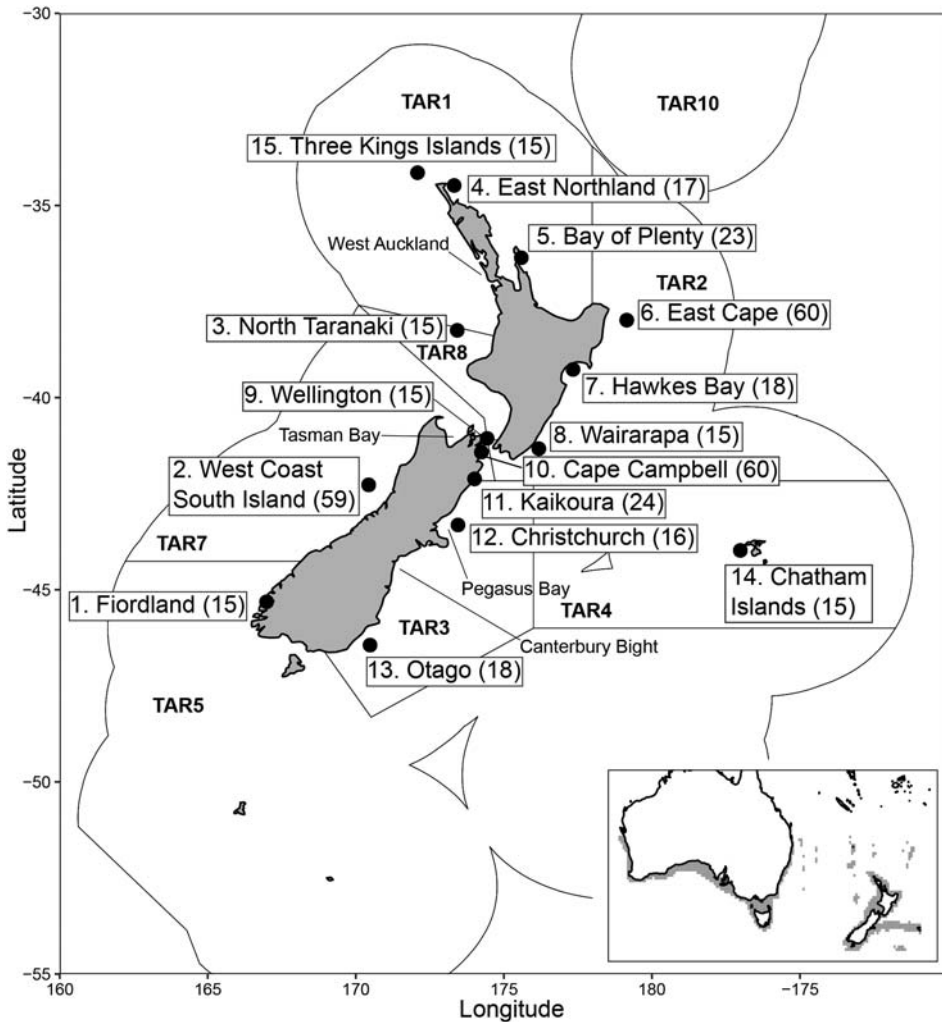 −30
TAR1
TAR10
15. Three Kings Islands (15)
4. East Northland (17)
−35
West Auckland
5. Bay of Plenty (23)
TAR2
6. East Cape (60)
3. North Taranaki (15)
TAR8
7. Hawkes Bay (18)
9. Wellington (15)
−40
Tasman Bay
8. Wairarapa (15)
10. Cape Campbell (60)
2. West Coast
South Island (59)
11. Kaikoura (24)
12. Christchurch (16)
TAR7
Pegasus Bay
14. Chatham
Islands (15)
−45
1. Fiordland (15)
TAR3
TAR4
Canterbury Bight
13. Otago (18)
TAR5
−50
−55
160
165
170
175
180
−175
Latitude
Longitude